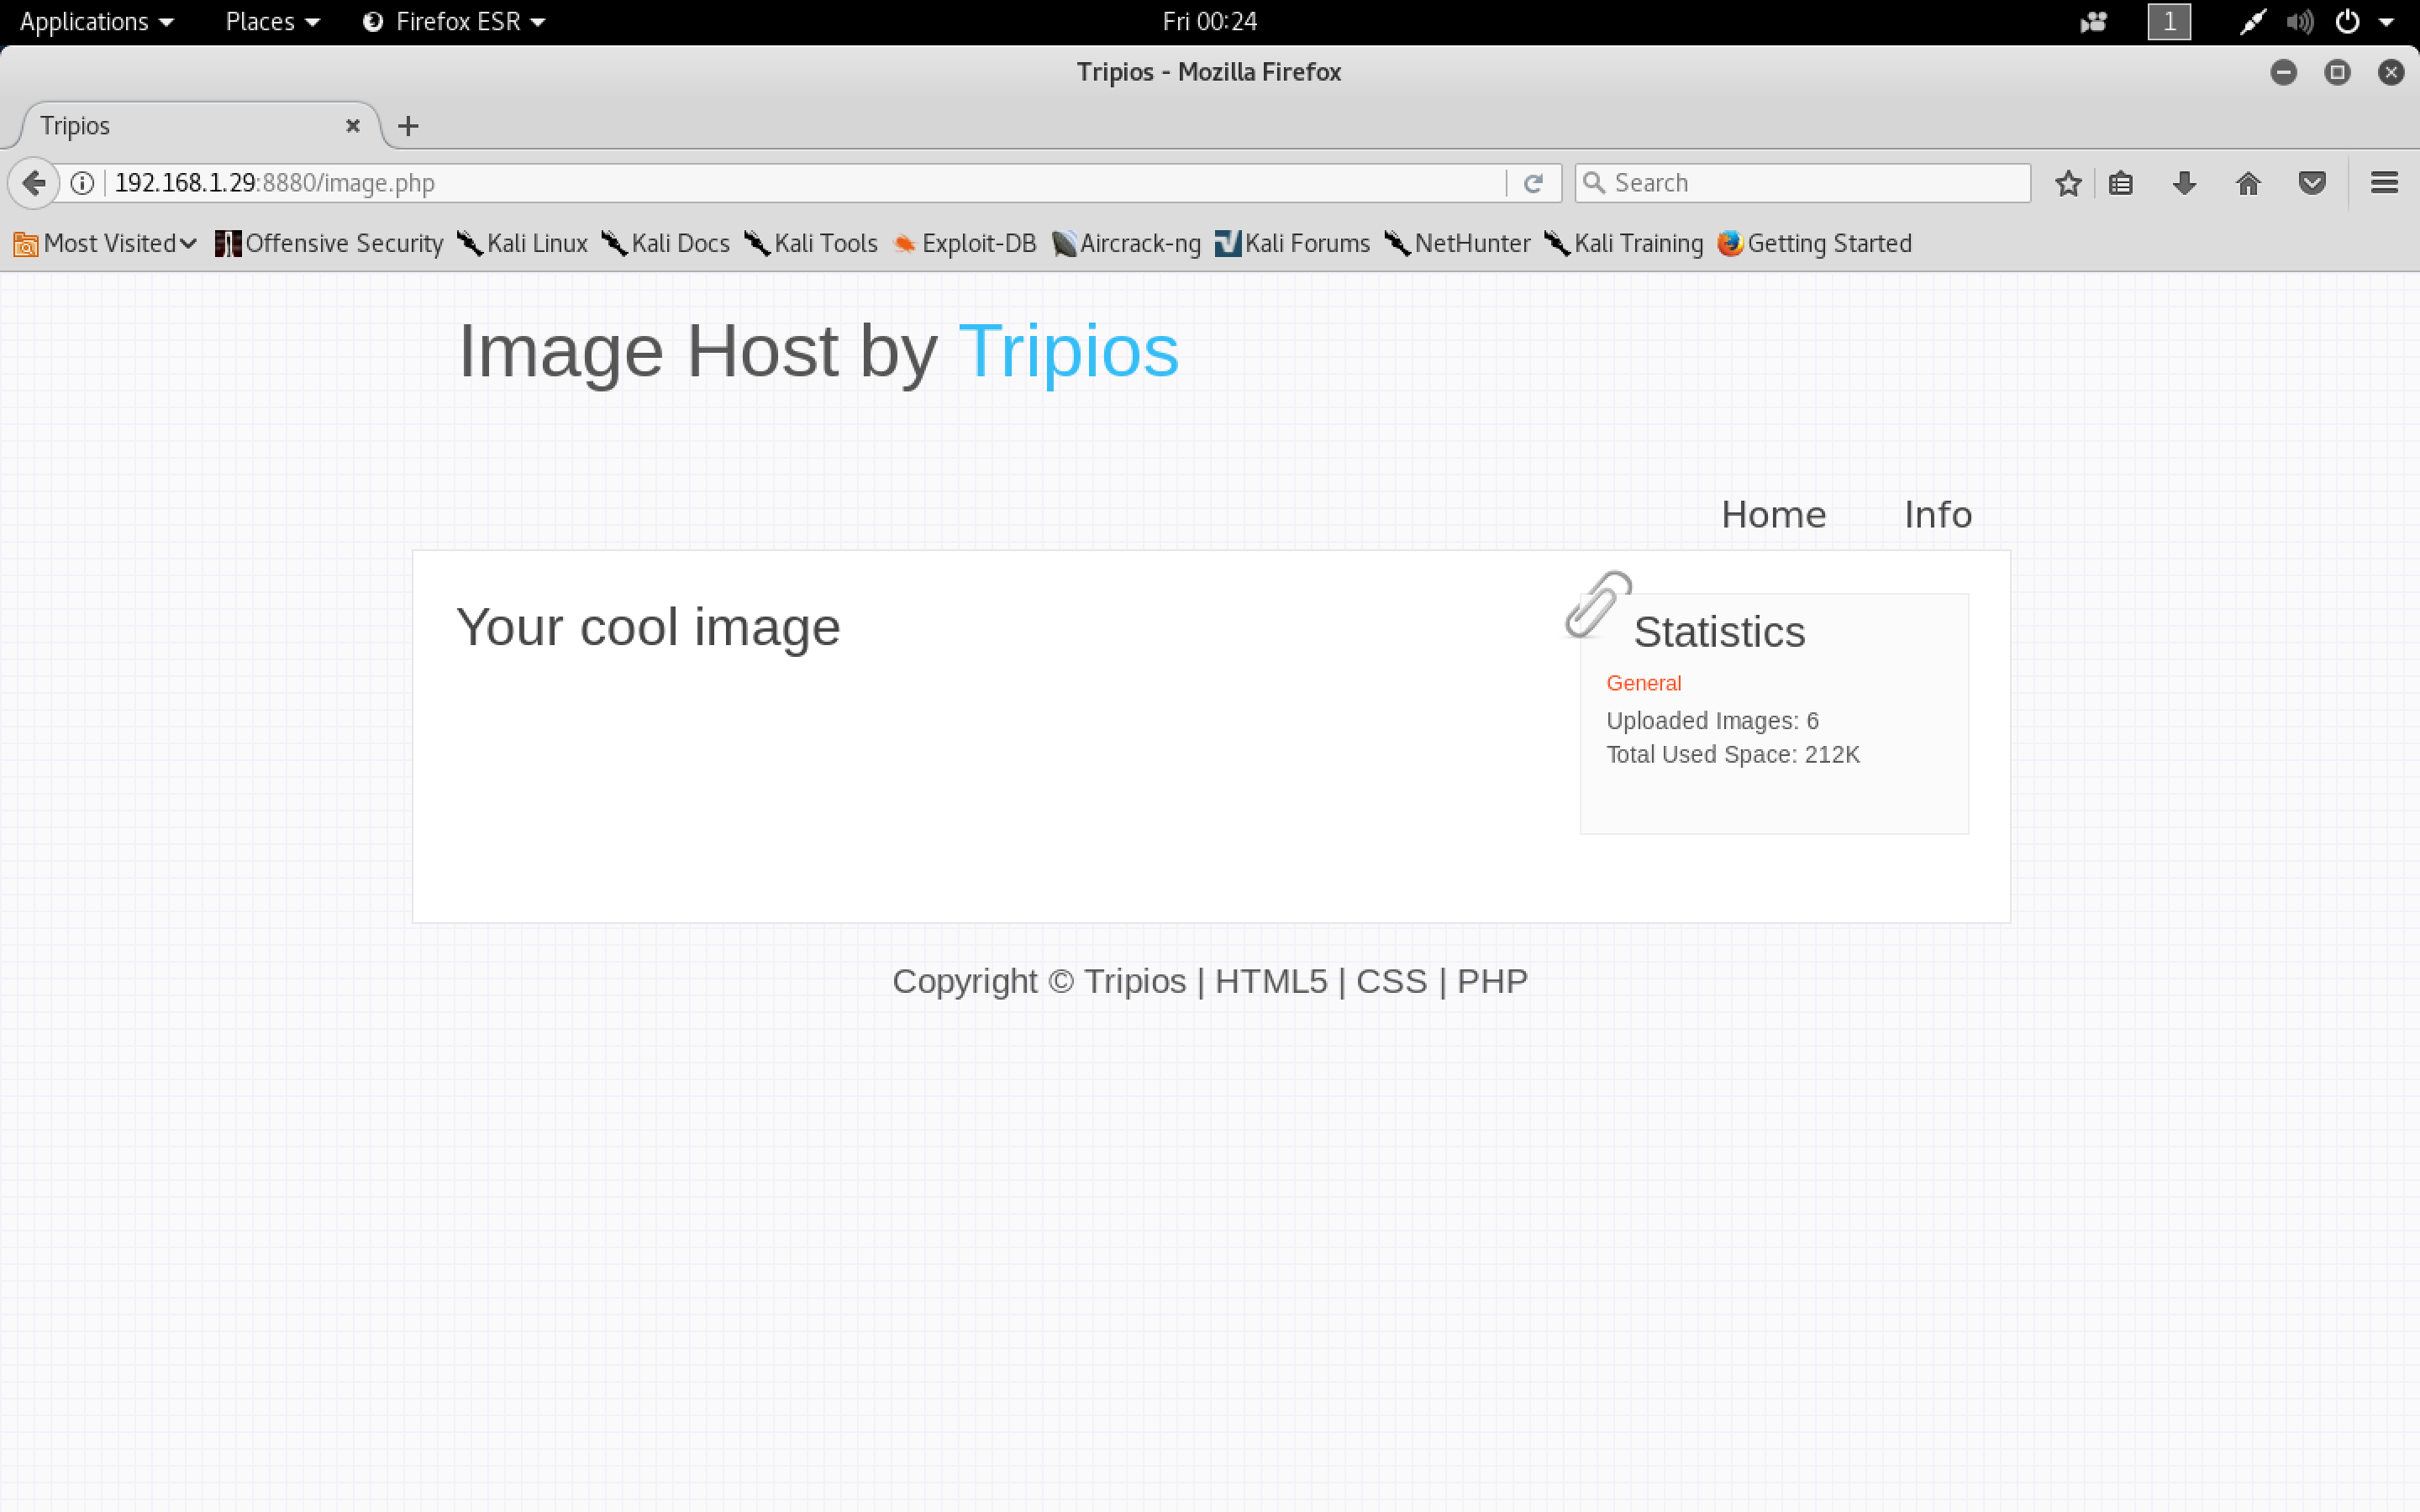 Applications Places Firefox ESR Fri 00:24 1
Tripios - Mozilla Firefox
Tripios
192.168.1.29:8880/image.php Search
Most Visited Offensive Security Kali Linux Kali Docs Kali Tools Exploit-DB Aircrack-ng Kali Forums NetHunter Kali Training Getting Started
Image Host by Tripios
Home Info
Your cool image
Statistics
General
Uploaded Images: 6
Total Used Space: 212K
Copyright © Tripios | HTML5 | CSS | PHP